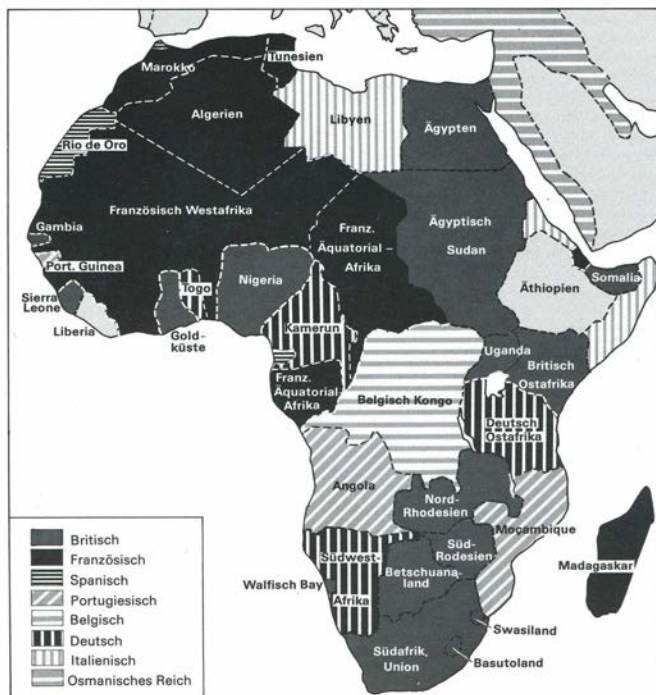 Tunesien
Marokko
Algerien
Libyen
Ägypten
Rio de Oro
Französisch Westafrika
Gambia
Franz.
Äquatorial –
Afrika
Ägyptisch
Sudan
Port. Guinea
Nigeria
Togo
Somalia
Äthiopien
Sierra
Leone
Liberia
Gold-
küste
Kamerun
Uganda
Britisch
Ostafrika
Franz.
Äquatorial
Afrika
Belgisch Kongo
Deutsch
Ostafrika
Angola
Nord-
Rhodesien
Moçambique
Süd-
Rodesien
Madagaskar
Südwest-
Afrika
Betschuana-
land
Walfisch Bay
Swasiland
Basutoland
Südafrik,
Union
Britisch
Französisch
Spanisch
Portugiesisch
Belgisch
Deutsch
Italienisch
Osmanisches Reich